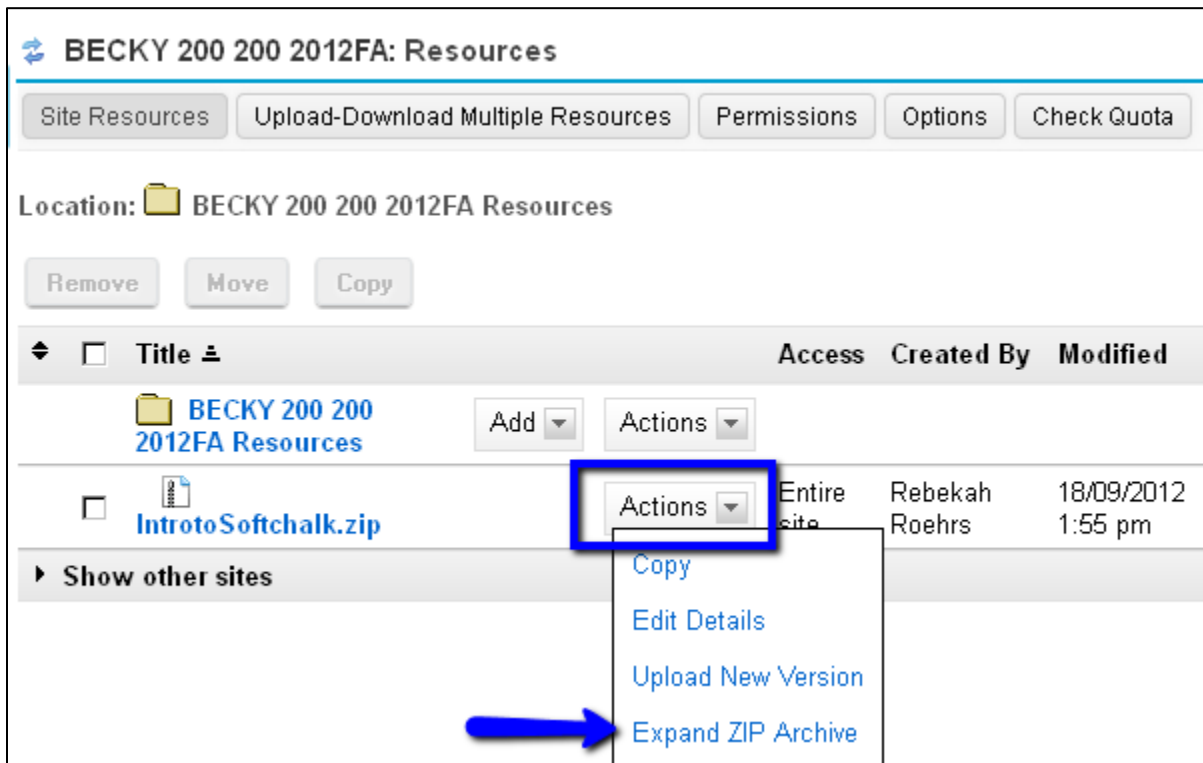 BECKY 200 200 2012FA: Resources
Site Resources Upload-Download Multiple Resources Permissions Options Check Quota
Location: BECKY 200 200 2012FA Resources
Remove Move Copy
Title Access Created By Modified
BECKY 200 200
2012FA Resources
Add Actions
IntrotoSoftchalk.zip
Actions
Entire
site
Rebekah
Roehrs
18/09/2012
1:55 pm
Copy
Edit Details
Upload New Version
Expand ZIP Archive
Show other sites